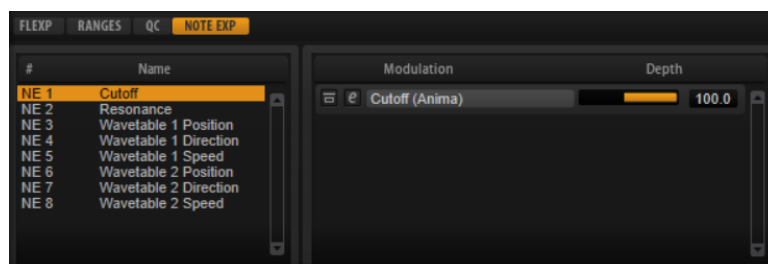 FLEXP RANGES QC NOTE EXP
# Name
NE 1 Cutoff
NE 2 Resonance
NE 3 Wavetable 1 Position
NE 4 Wavetable 1 Direction
NE 5 Wavetable 1 Speed
NE 6 Wavetable 2 Position
NE 7 Wavetable 2 Direction
NE 8 Wavetable 2 Speed
Modulation Depth
e Cutoff (Anima) 100.0